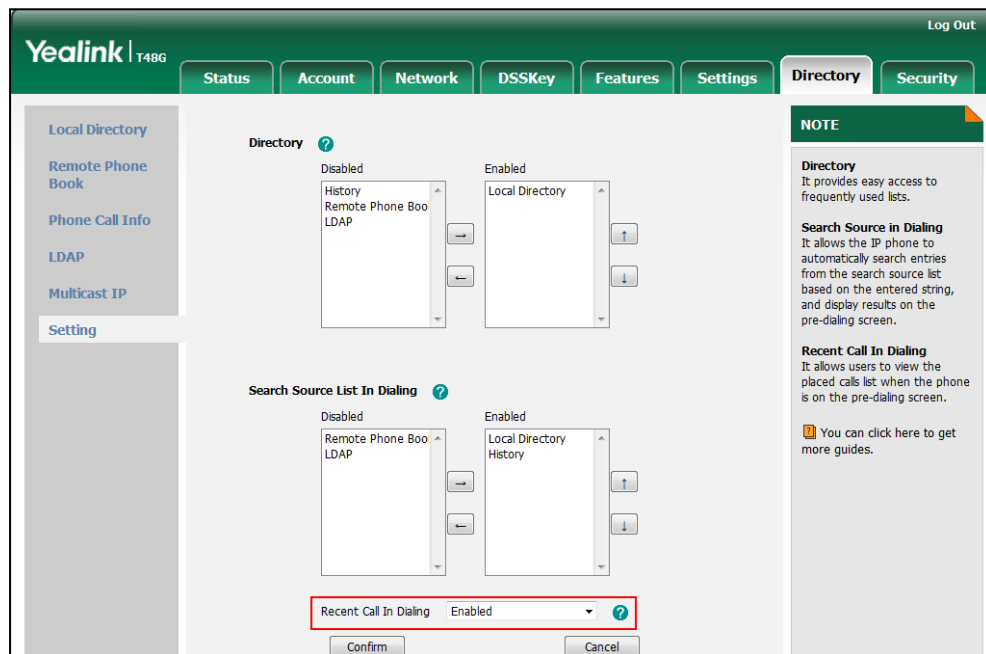 Log Out
Yealink T48G
Status Account Network DSSKey Features Settings Directory Security
Local Directory
Remote Phone
Book
Phone Call Info
LDAP
Multicast IP
Setting
Directory ?
Disabled Enabled
History
Remote Phone Boo
LDAP
Local Directory
→
←
↑
↓
Search Source List In Dialing ?
Disabled Enabled
Remote Phone Boo
LDAP
Local Directory
History
→
←
↑
↓
Recent Call In Dialing Enabled ?
Confirm Cancel
NOTE
Directory
It provides easy access to
frequently used lists.
Search Source in Dialing
It allows the IP phone to
automatically search entries
from the search source list
based on the entered string,
and display results on the
pre-dialing screen.
Recent Call In Dialing
It allows users to view the
placed calls list when the phone
is on the pre-dialing screen.
? You can click here to get
more guides.